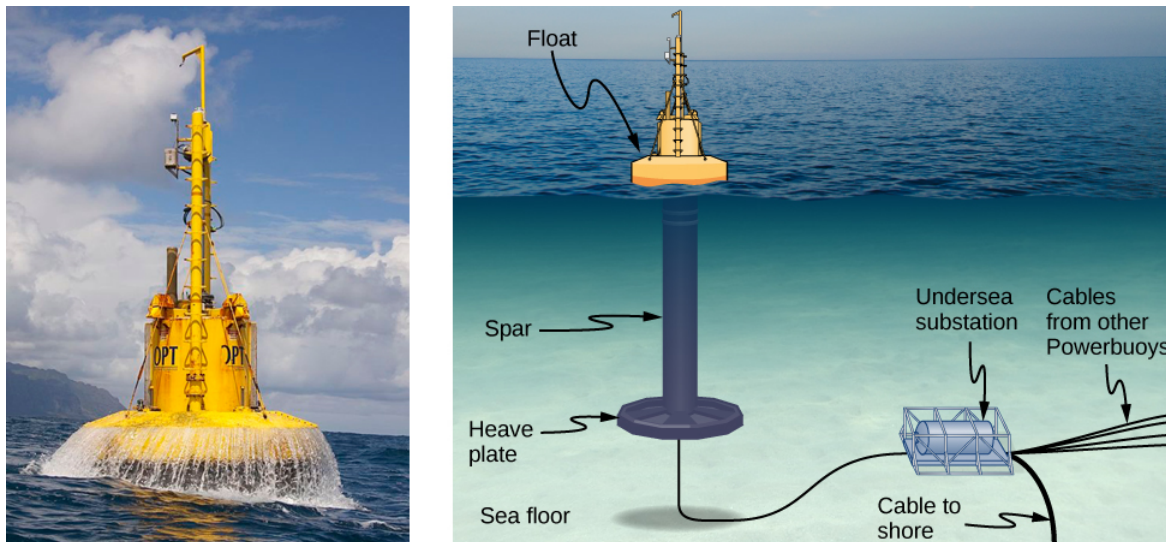 OPT
OPT
Float
Spar
Heave
plate
Sea floor
Undersea
substation
Cables
from other
Powerbuoys
Cable to
shore